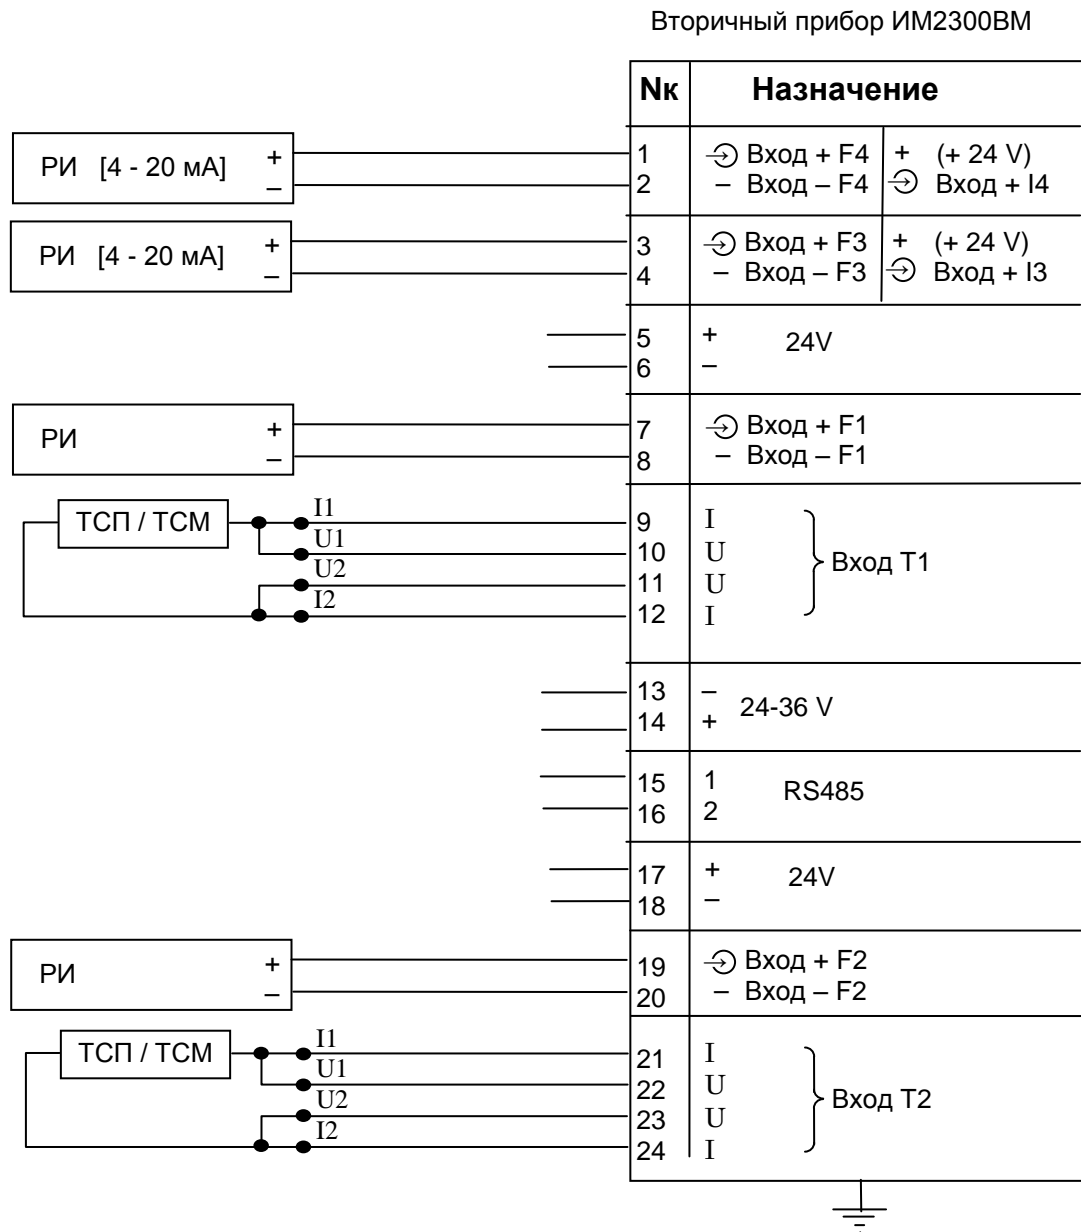 Вторичный прибор ИМ2300ВМ
Nк Назначение
РИ [4 - 20 мА] + 1 Вход + F4 + (+ 24 V)
– 2 – Вход – F4 Вход + I4
РИ [4 - 20 мА] + 3 Вход + F3 + (+ 24 V)
– 4 – Вход – F3 Вход + I3
5 + 24V
6 –
РИ + 7 Вход + F1
– 8 – Вход – F1
ТСП / ТСМ I1 9 I
U1 10 U Вход Т1
U2 11 U
I2 12 I
13 – 24-36 V
14 +
15 1 RS485
16 2
17 + 24V
18 –
РИ + 19 Вход + F2
– 20 – Вход – F2
ТСП / ТСМ I1 21 I
U1 22 U Вход Т2
U2 23 U
I2 24 I